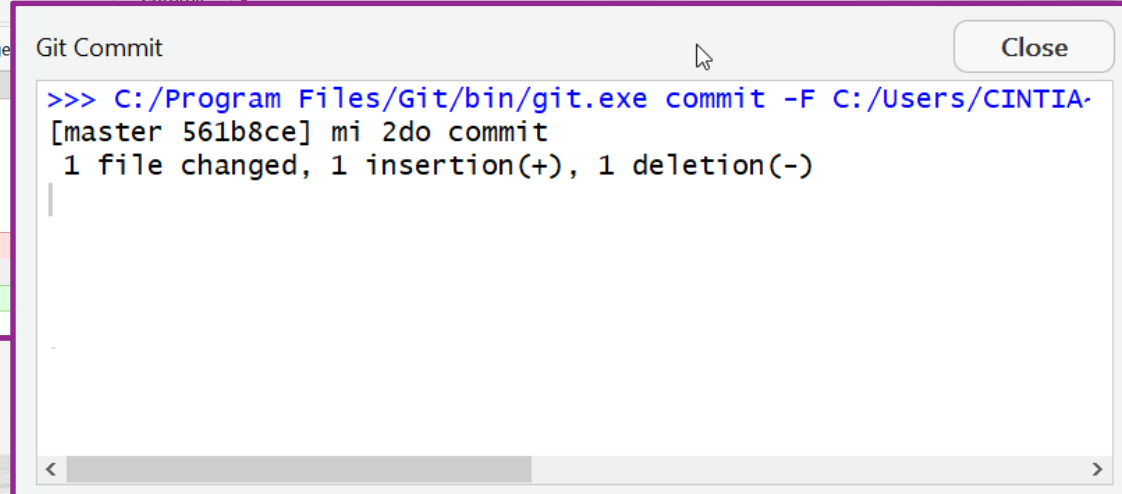 Git Commit
Close
>>> C:/Program Files/Git/bin/git.exe commit -F C:/Users/CINTIA
[master 561b8ce] mi 2do commit
1 file changed, 1 insertion(+), 1 deletion(-)